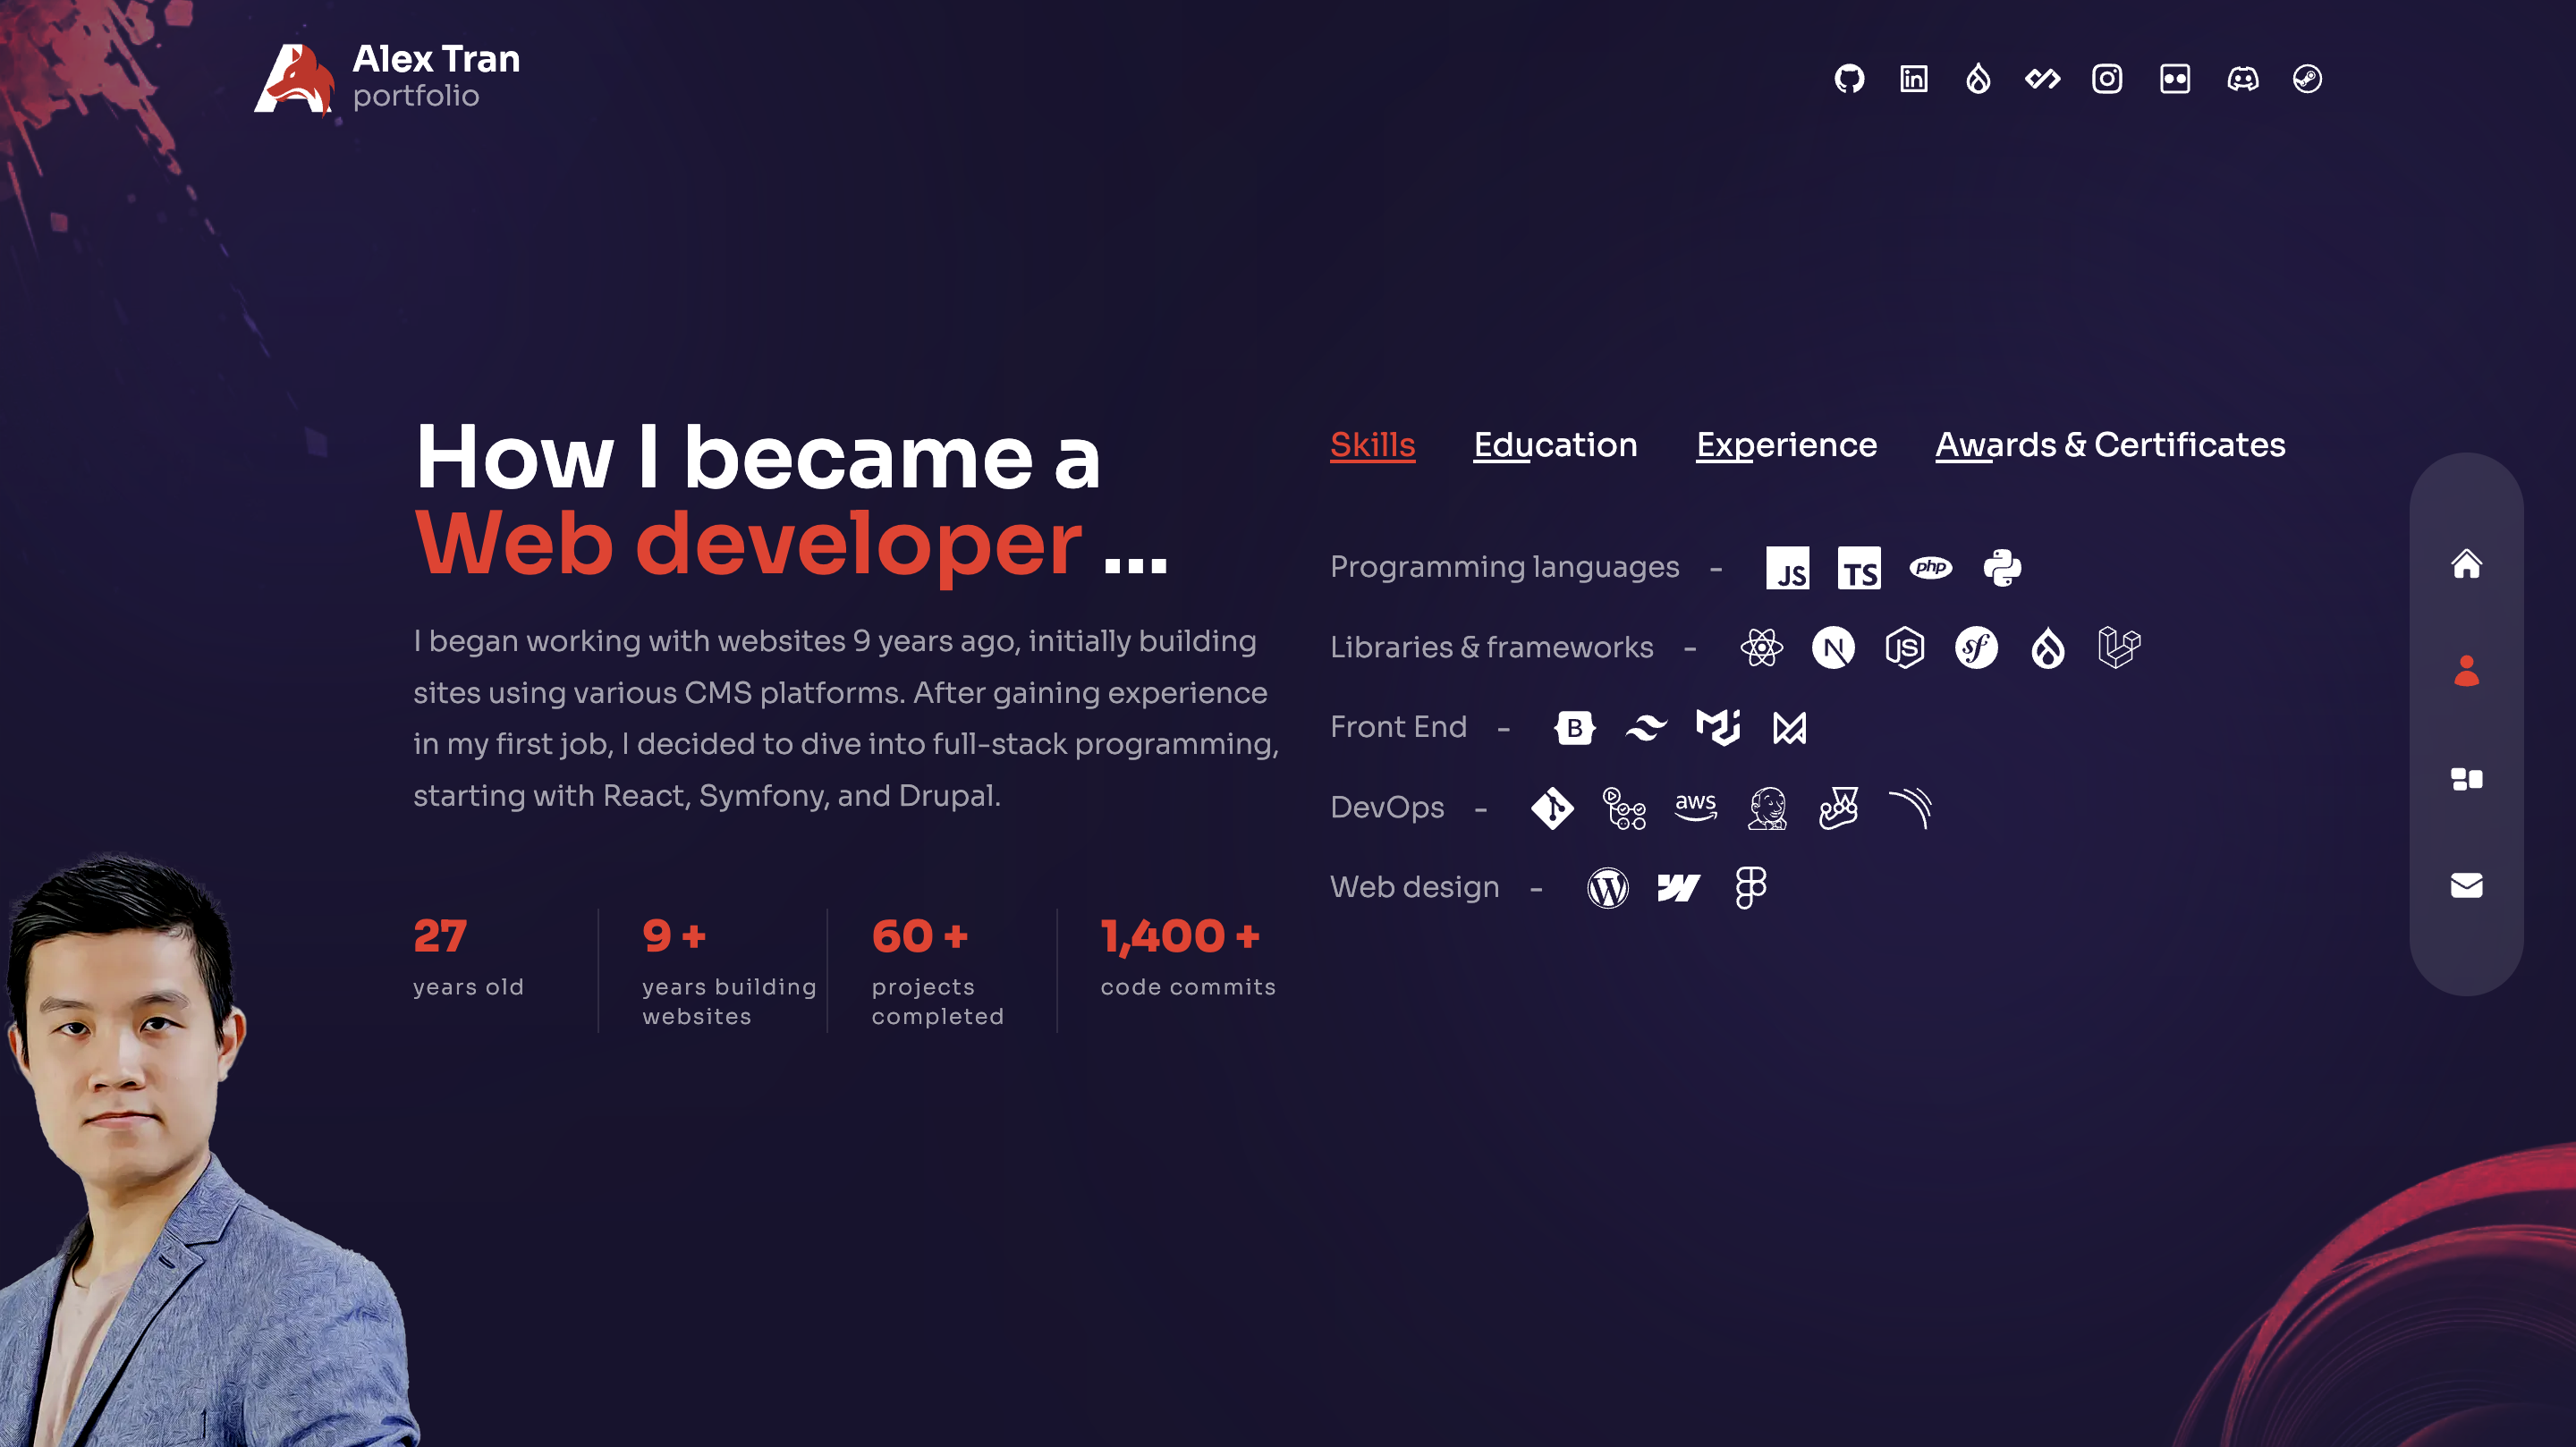 Alex Tran
portfolio
How I became a
Web developer ...
I began working with websites 9 years ago, initially building
sites using various CMS platforms. After gaining experience
in my first job, I decided to dive into full-stack programming,
starting with React, Symfony, and Drupal.
27
years old
9 +
years building
websites
60 +
projects
completed
1,400 +
code commits
Skills Education Experience Awards & Certificates
Programming languages - JS TS php
Libraries & frameworks - N JS sf
Front End - B
DevOps - aws
Web design - W